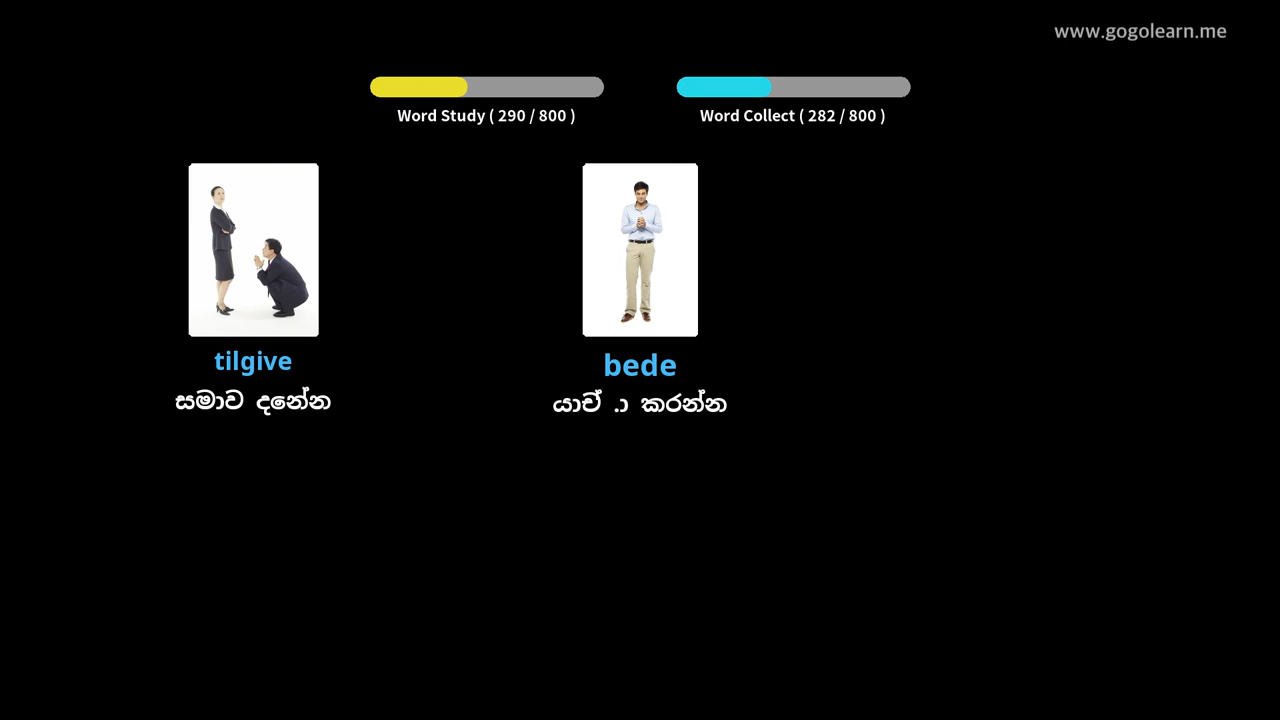 www.gogolearn.me
Word Study ( 290 / 800 )
Word Collect ( 282 / 800 )
tilgive
සමාව දෙන්න
bede
යාච් .ා කරන්න